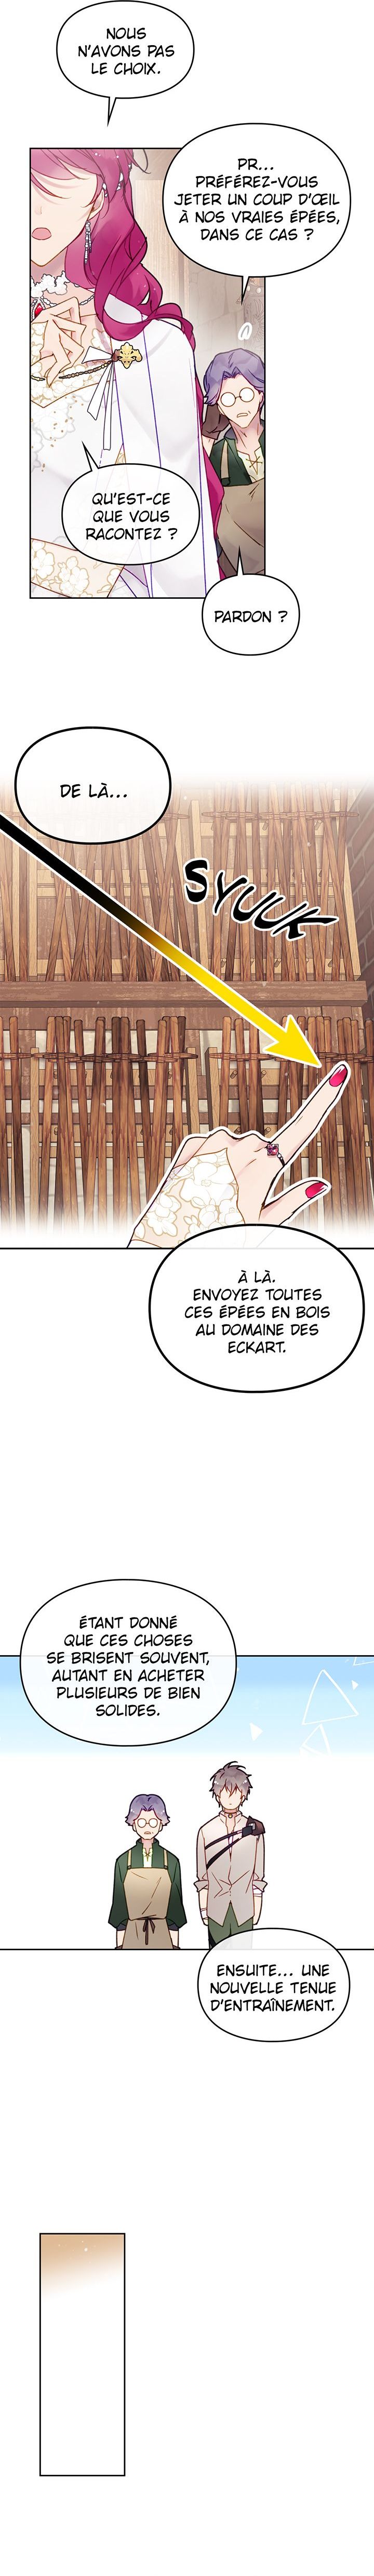 NOUS
N'AVONS PAS
LE CHOIX.
PR...
PRÉFÉREZ-VOUS
JETER UN COUP D'ŒIL
À NOS VRAIES ÉPÉES,
DANS CE CAS ?
QU'EST-CE
QUE VOUS
RACONTEZ ?
PARDON ?
DE LÀ...
SYUUK
À LÀ.
ENVOYEZ TOUTES
CES ÉPÉES EN BOIS
AU DOMAINE DES
ECKART.
ÉTANT DONNÉ
QUE CES CHOSES
SE BRISENT SOUVENT,
AUTANT EN ACHETER
PLUSIEURS DE BIEN
SOLIDES.
ENSUITE... UNE
NOUVELLE TENUE
D'ENTRAÎNEMENT.